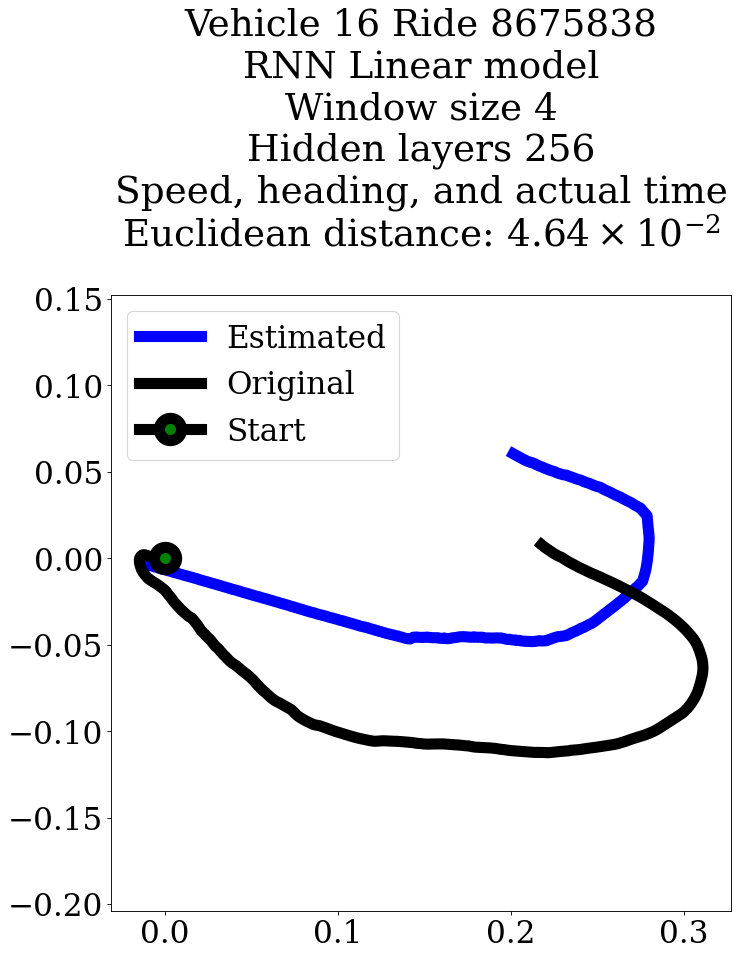 Vehicle 16 Ride 8675838
RNN Linear model
Window size 4
Hidden layers 256
Speed, heading, and actual time
Euclidean distance: 4.64 × 10⁻²
0.15
Estimated
0.10
Original
Start
0.05
0.00
−0.05
−0.10
−0.15
−0.20
0.0 0.1 0.2 0.3